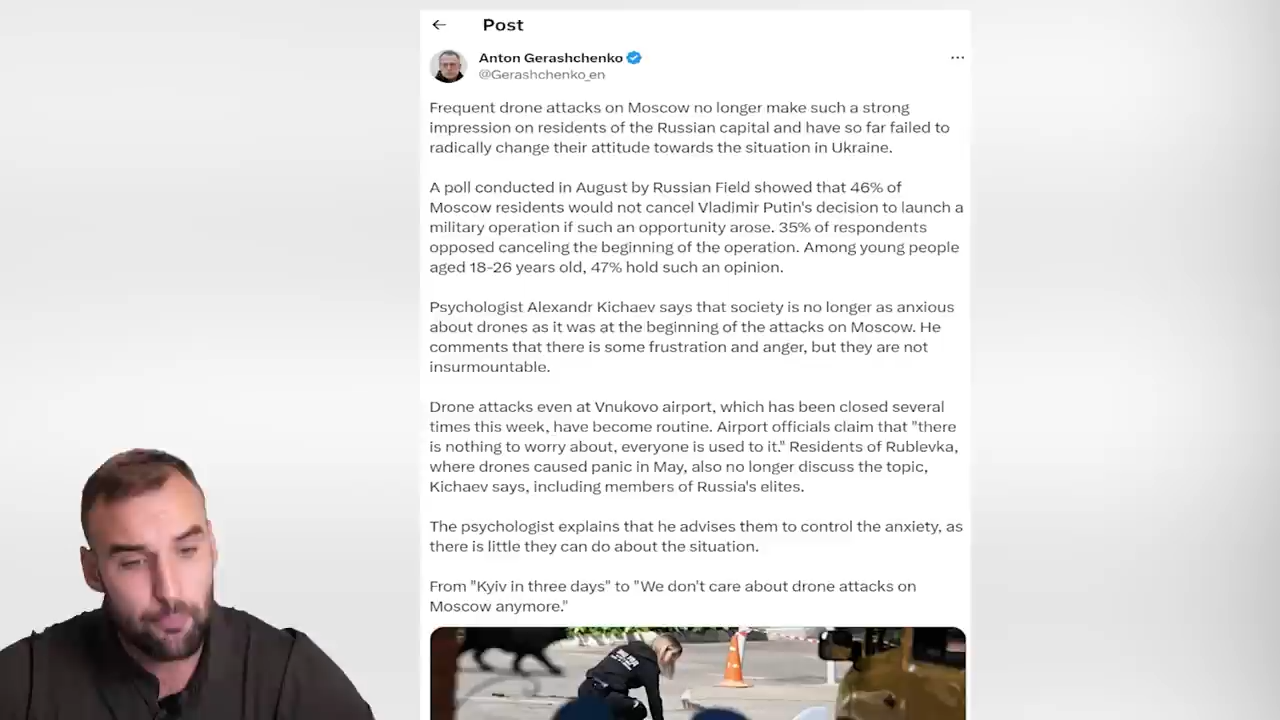 Post
Anton Gerashchenko
@Gerashchenko_en
Frequent drone attacks on Moscow no longer make such a strong
impression on residents of the Russian capital and have so far failed to
radically change their attitude towards the situation in Ukraine.
A poll conducted in August by Russian Field showed that 46% of
Moscow residents would not cancel Vladimir Putin's decision to launch a
military operation if such an opportunity arose. 35% of respondents
opposed canceling the beginning of the operation. Among young people
aged 18-26 years old, 47% hold such an opinion.
Psychologist Alexandr Kichaev says that society is no longer as anxious
about drones as it was at the beginning of the attacks on Moscow. He
comments that there is some frustration and anger, but they are not
insurmountable.
Drone attacks even at Vnukovo airport, which has been closed several
times this week, have become routine. Airport officials claim that "there
is nothing to worry about, everyone is used to it." Residents of Rublevka,
where drones caused panic in May, also no longer discuss the topic,
Kichaev says, including members of Russia's elites.
The psychologist explains that he advises them to control the anxiety, as
there is little they can do about the situation.
From "Kyiv in three days" to "We don't care about drone attacks on
Moscow anymore."